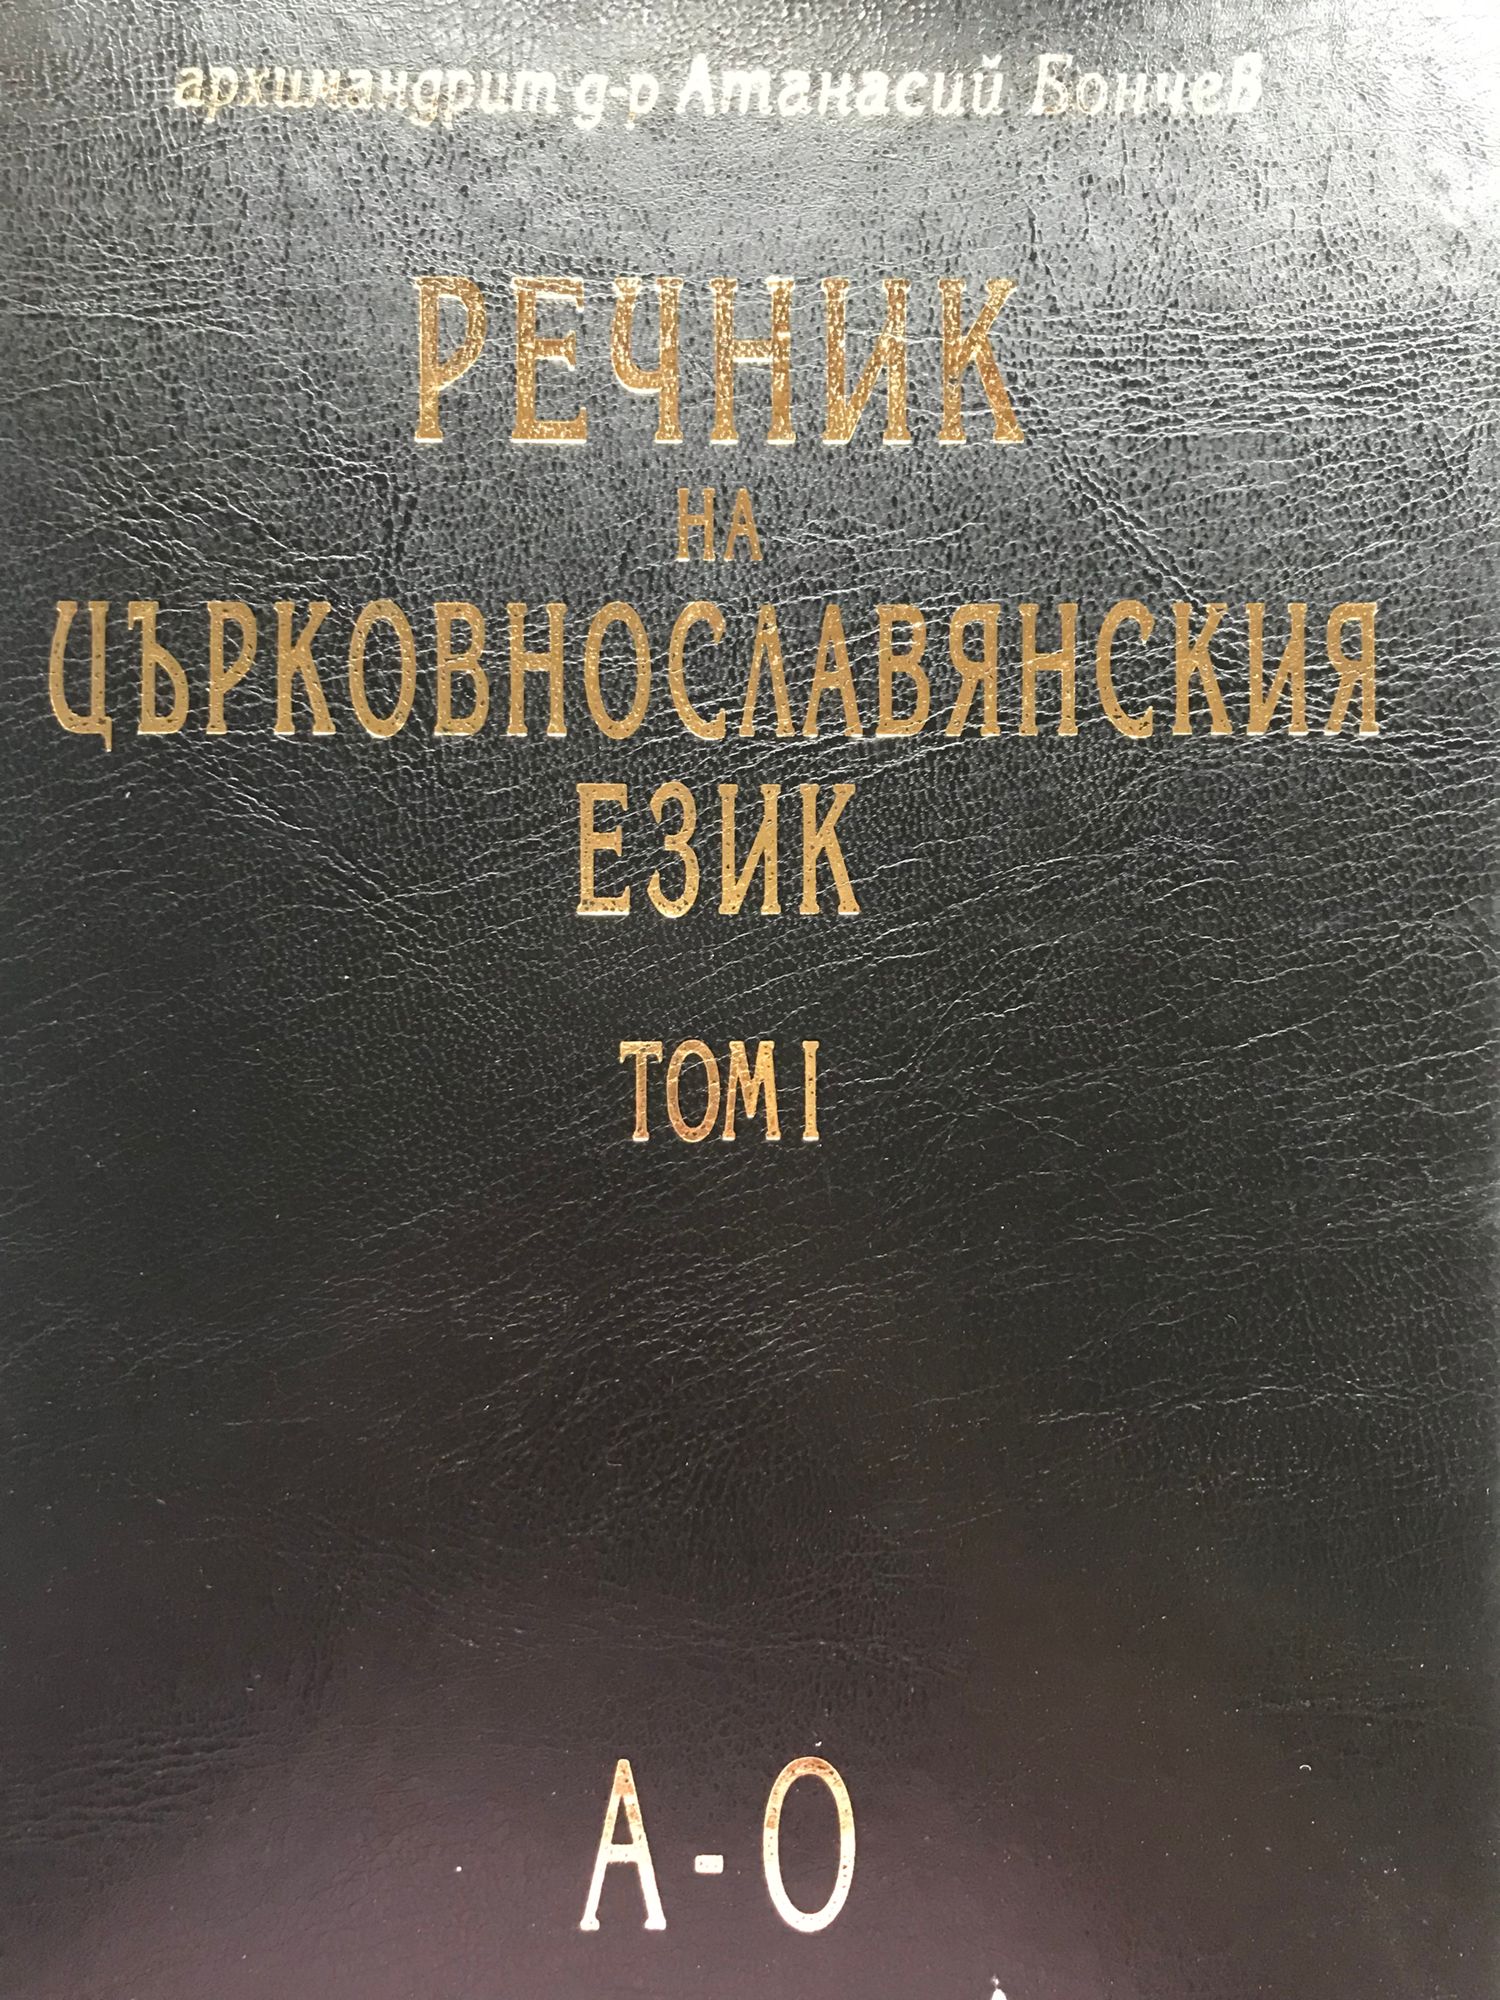 архимандрит д-р Атанасий Бончев
РЕЧНИК
НА
ЦЪРКОВНОСЛАВЯНСКИЯ
ЕЗИК
ТОМ I
А-О